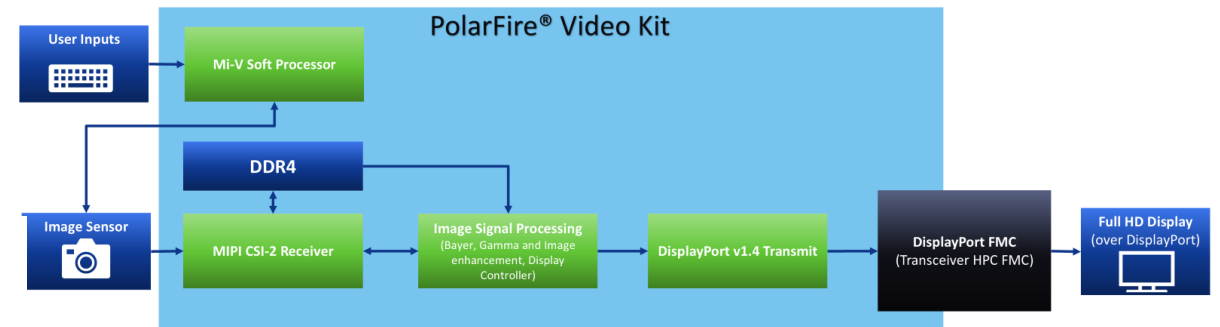 PolarFire® Video Kit
User Inputs
Mi-V Soft Processor
DDR4
Image Sensor
MIPI CSI-2 Receiver
Image Signal Processing
(Bayer, Gamma and Image
enhancement, Display
Controller)
DisplayPort v1.4 Transmit
DisplayPort FMC
(Transceiver HPC FMC)
Full HD Display
(over DisplayPort)